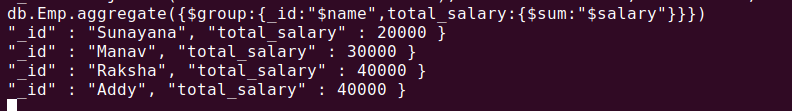 db.Emp.aggregate({$group:{_id:"$name",total_salary:{$sum:"$salary"}}})
"_id" : "Sunayana", "total_salary" : 20000 }
"_id" : "Manav", "total_salary" : 30000 }
"_id" : "Raksha", "total_salary" : 40000 }
"_id" : "Addy", "total_salary" : 40000 }